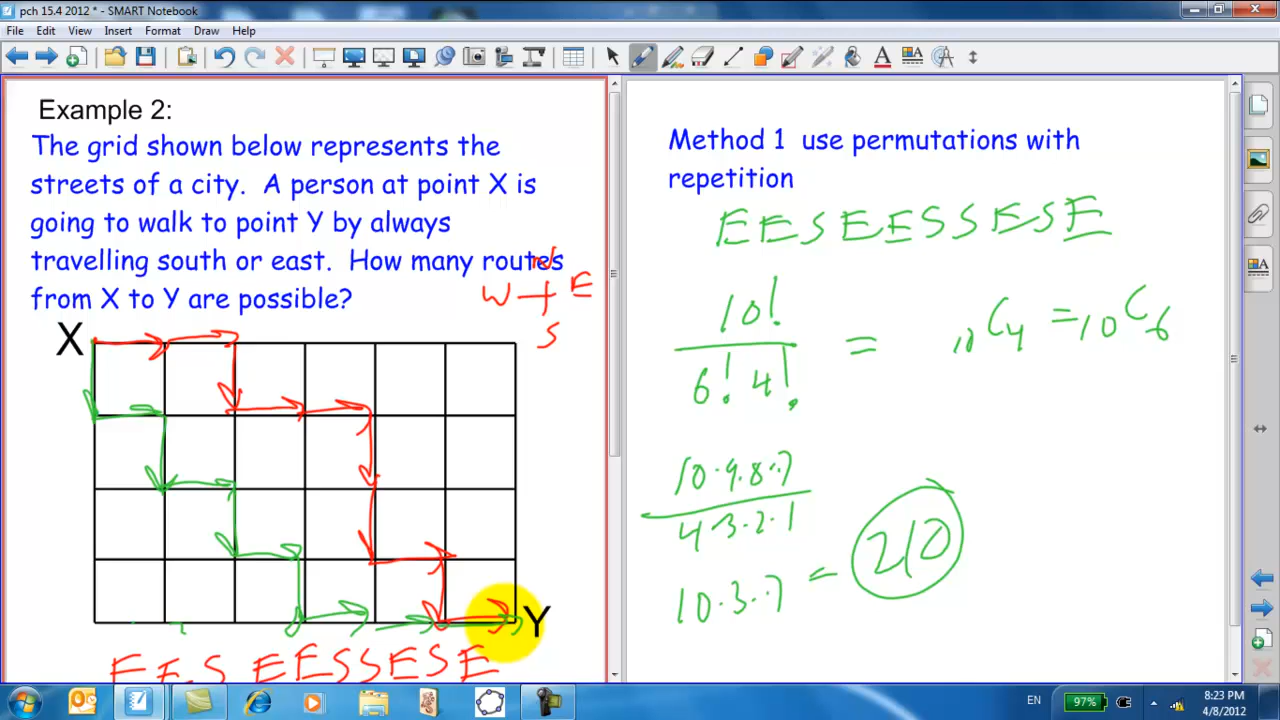 pch 15.4 2012 * - SMART Notebook
File Edit View Insert Format Tools Draw Help
Example 2:
The grid shown below represents the
streets of a city. A person at point X is
going to walk to point Y by always
travelling south or east. How many routes
from X to Y are possible?
N
W E
S
X
Y
E E S E E S S E S E
Method 1 use permutations with
repetition
E E S E E S S E S E
10! / 6! 4! = 10C4 = 10C6
10·9·8·7
4·3·2·1
10·3·7 = 210
EN
97%
8:23 PM
4/8/2012